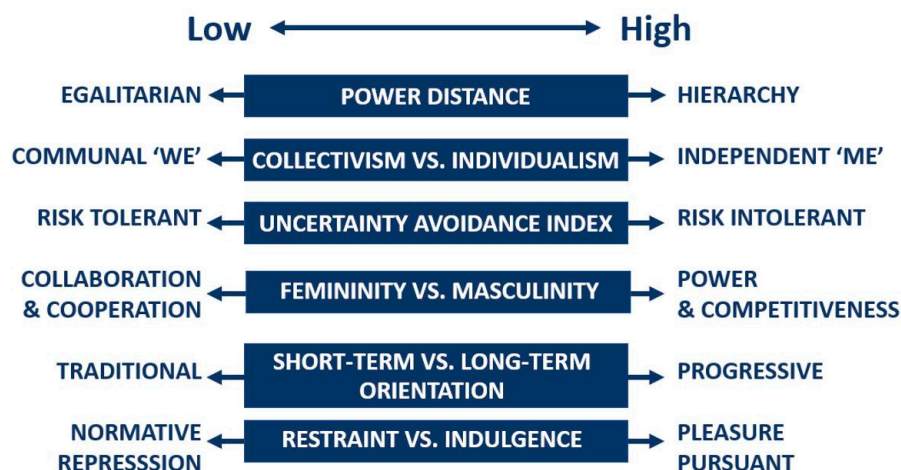 Low High
EGALITARIAN POWER DISTANCE HIERARCHY
COMMUNAL ‘WE’ COLLECTIVISM VS. INDIVIDUALISM INDEPENDENT ‘ME’
RISK TOLERANT UNCERTAINTY AVOIDANCE INDEX RISK INTOLERANT
COLLABORATION
& COOPERATION
FEMININITY VS. MASCULINITY
POWER
& COMPETITIVENESS
TRADITIONAL
SHORT-TERM VS. LONG-TERM
ORIENTATION
PROGRESSIVE
NORMATIVE
REPRESSSION
RESTRAINT VS. INDULGENCE
PLEASURE
PURSUANT